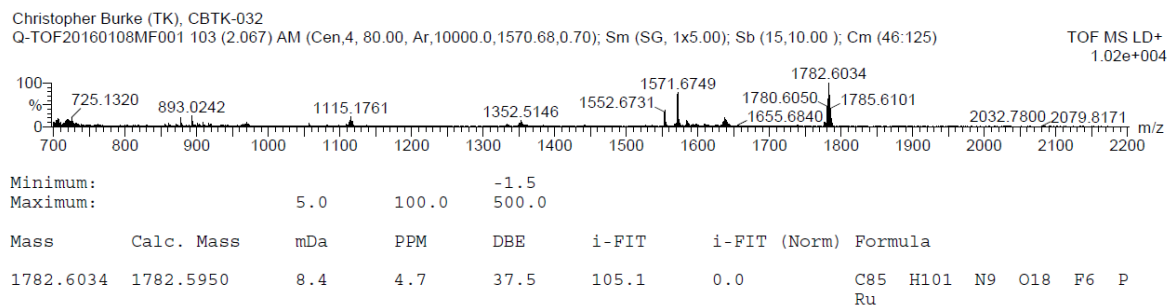 Christopher Burke (TK), CBTK-032
Q-TOF20160108MF001 103 (2.067) AM (Cen,4, 80.00, Ar,10000.0,1570.68,0.70); Sm (SG, 1x5.00); Sb (15,10.00 ); Cm (46:125)
TOF MS LD+
1.02e+004
100
%
0
725.1320
893.0242
1115.1761
1352.5146
1552.6731
1571.6749
1655.6840
1782.6034
1780.6050
1785.6101
2032.7800
2079.8171
m/z
700 800 900 1000 1100 1200 1300 1400 1500 1600 1700 1800 1900 2000 2100 2200
Minimum: -1.5
Maximum: 5.0 100.0 500.0
Mass Calc. Mass mDa PPM DBE i-FIT i-FIT (Norm) Formula
1782.6034 1782.5950 8.4 4.7 37.5 105.1 0.0 C85 H101 N9 O18 F6 P
Ru